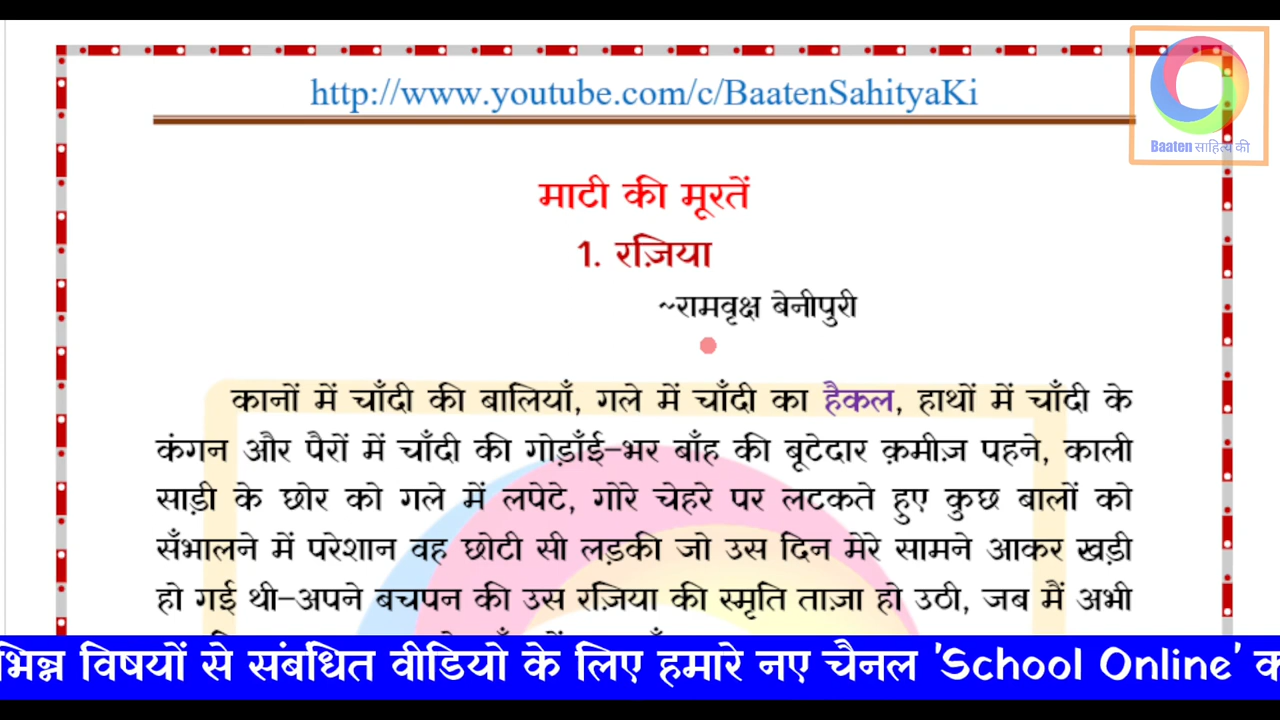 http://www.youtube.com/c/BaatenSahityaKi
Baaten साहित्य की
माटी की मूरतें
1. रज़िया
~रामवृक्ष बेनीपुरी
कानों में चाँदी की बालियाँ, गले में चाँदी का हैकल, हाथों में चाँदी के
कंगन और पैरों में चाँदी की गोड़ाँई-भर बाँह की बूटेदार क़मीज़ पहने, काली
साड़ी के छोर को गले में लपेटे, गोरे चेहरे पर लटकते हुए कुछ बालों को
सँभालने में परेशान वह छोटी सी लड़की जो उस दिन मेरे सामने आकर खड़ी
हो गई थी-अपने बचपन की उस रज़िया की स्मृति ताज़ा हो उठी, जब मैं अभी
विषयों से संबंधित वीडियो के लिए हमारे नए चैनल 'School Online'